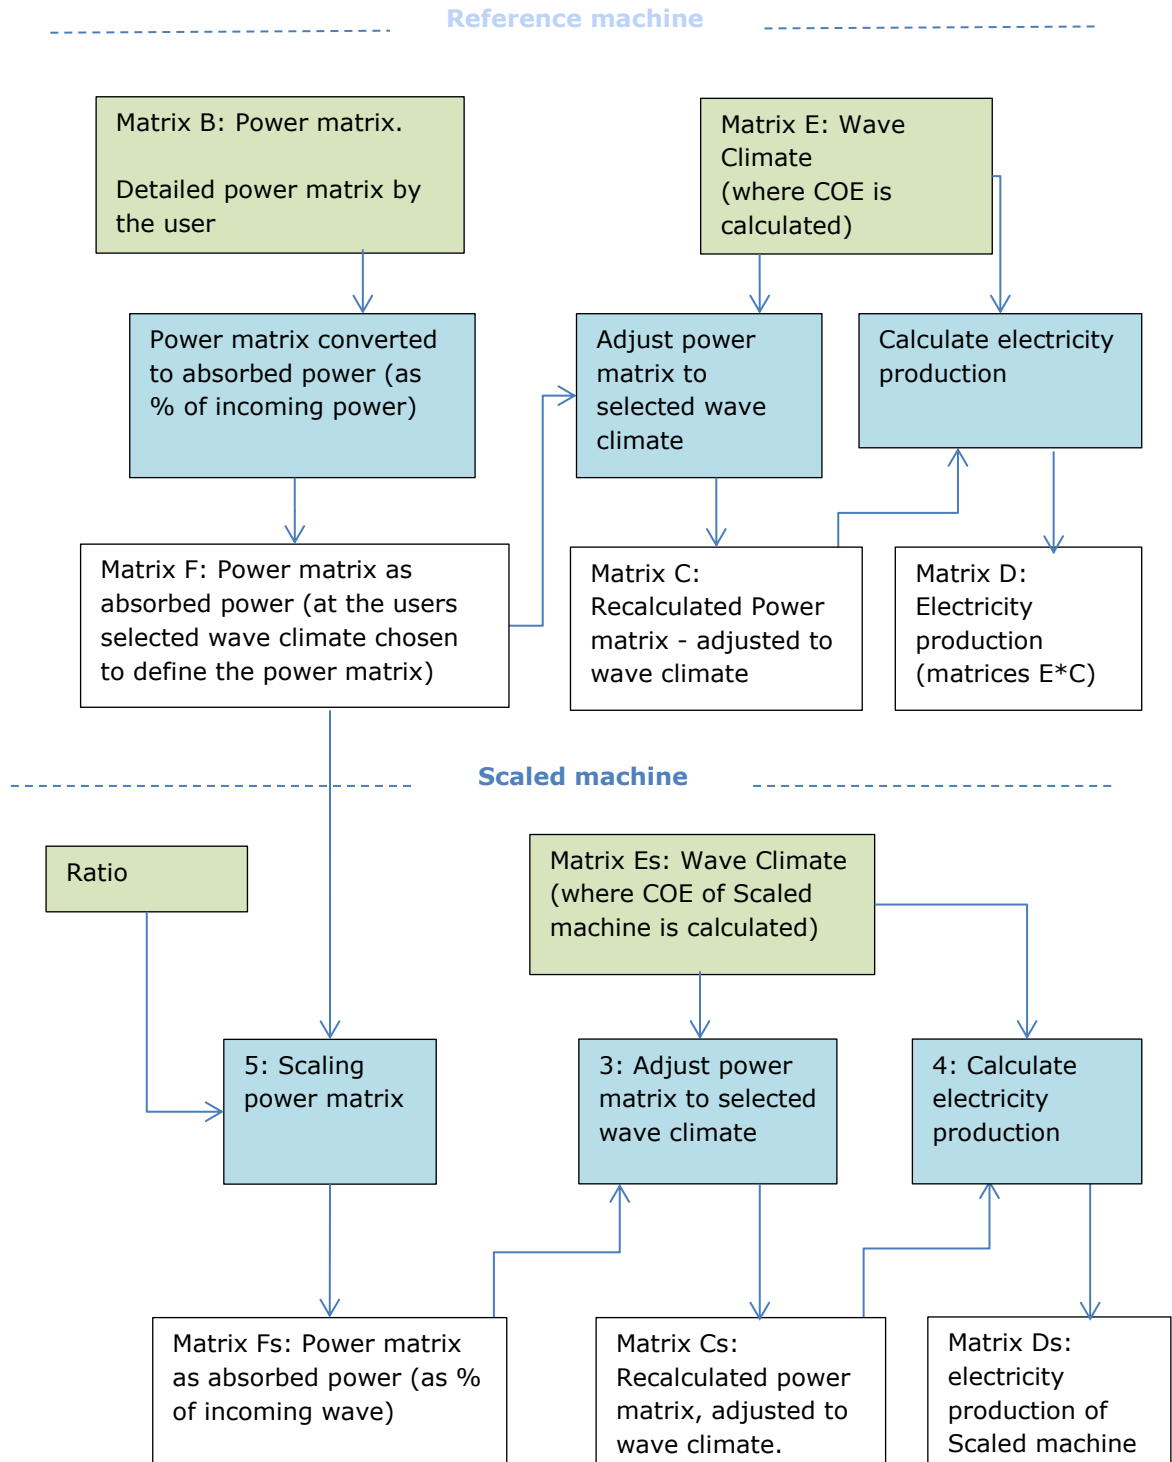 Reference machine
Matrix B: Power matrix.
Detailed power matrix by
the user
Matrix E: Wave
Climate
(where COE is
calculated)
Power matrix converted
to absorbed power (as
% of incoming power)
Adjust power
matrix to
selected wave
climate
Calculate electricity
production
Matrix F: Power matrix as
absorbed power (at the users
selected wave climate chosen
to define the power matrix)
Matrix C:
Recalculated Power
matrix - adjusted to
wave climate
Matrix D:
Electricity
production
(matrices E*C)
Scaled machine
Ratio
Matrix Es: Wave Climate
(where COE of Scaled
machine is calculated)
5: Scaling
power matrix
3: Adjust power
matrix to selected
wave climate
4: Calculate
electricity
production
Matrix Fs: Power matrix
as absorbed power (as %
of incoming wave)
Matrix Cs:
Recalculated power
matrix, adjusted to
wave climate.
Matrix Ds:
electricity
production of
Scaled machine